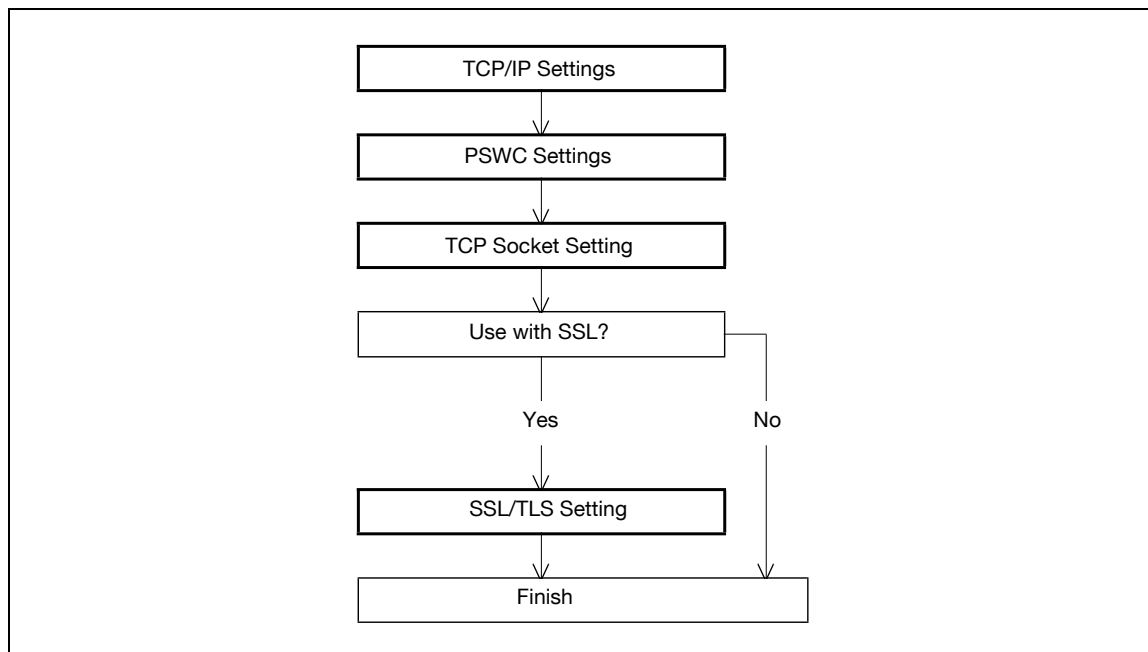 TCP/IP Settings
PSWC Settings
TCP Socket Setting
Use with SSL?
Yes
No
SSL/TLS Setting
Finish